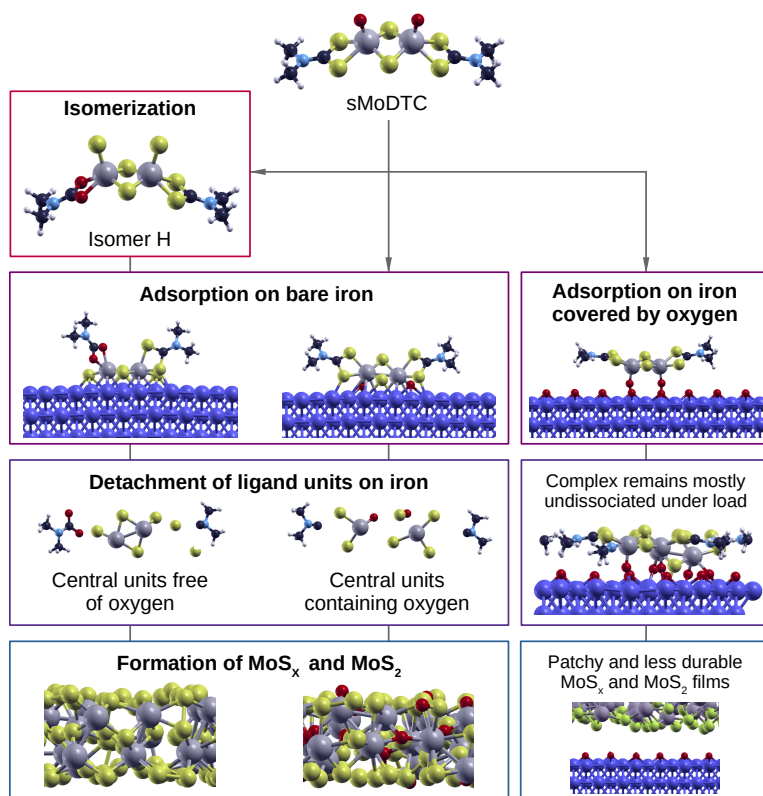 sMoDTC
Isomerization
Isomer H
Adsorption on bare iron
Adsorption on iron
covered by oxygen
Detachment of ligand units on iron
Central units free
of oxygen
Central units
containing oxygen
Complex remains mostly
undissociated under load
Formation of MoSₓ and MoS₂
Patchy and less durable
MoSₓ and MoS₂ films